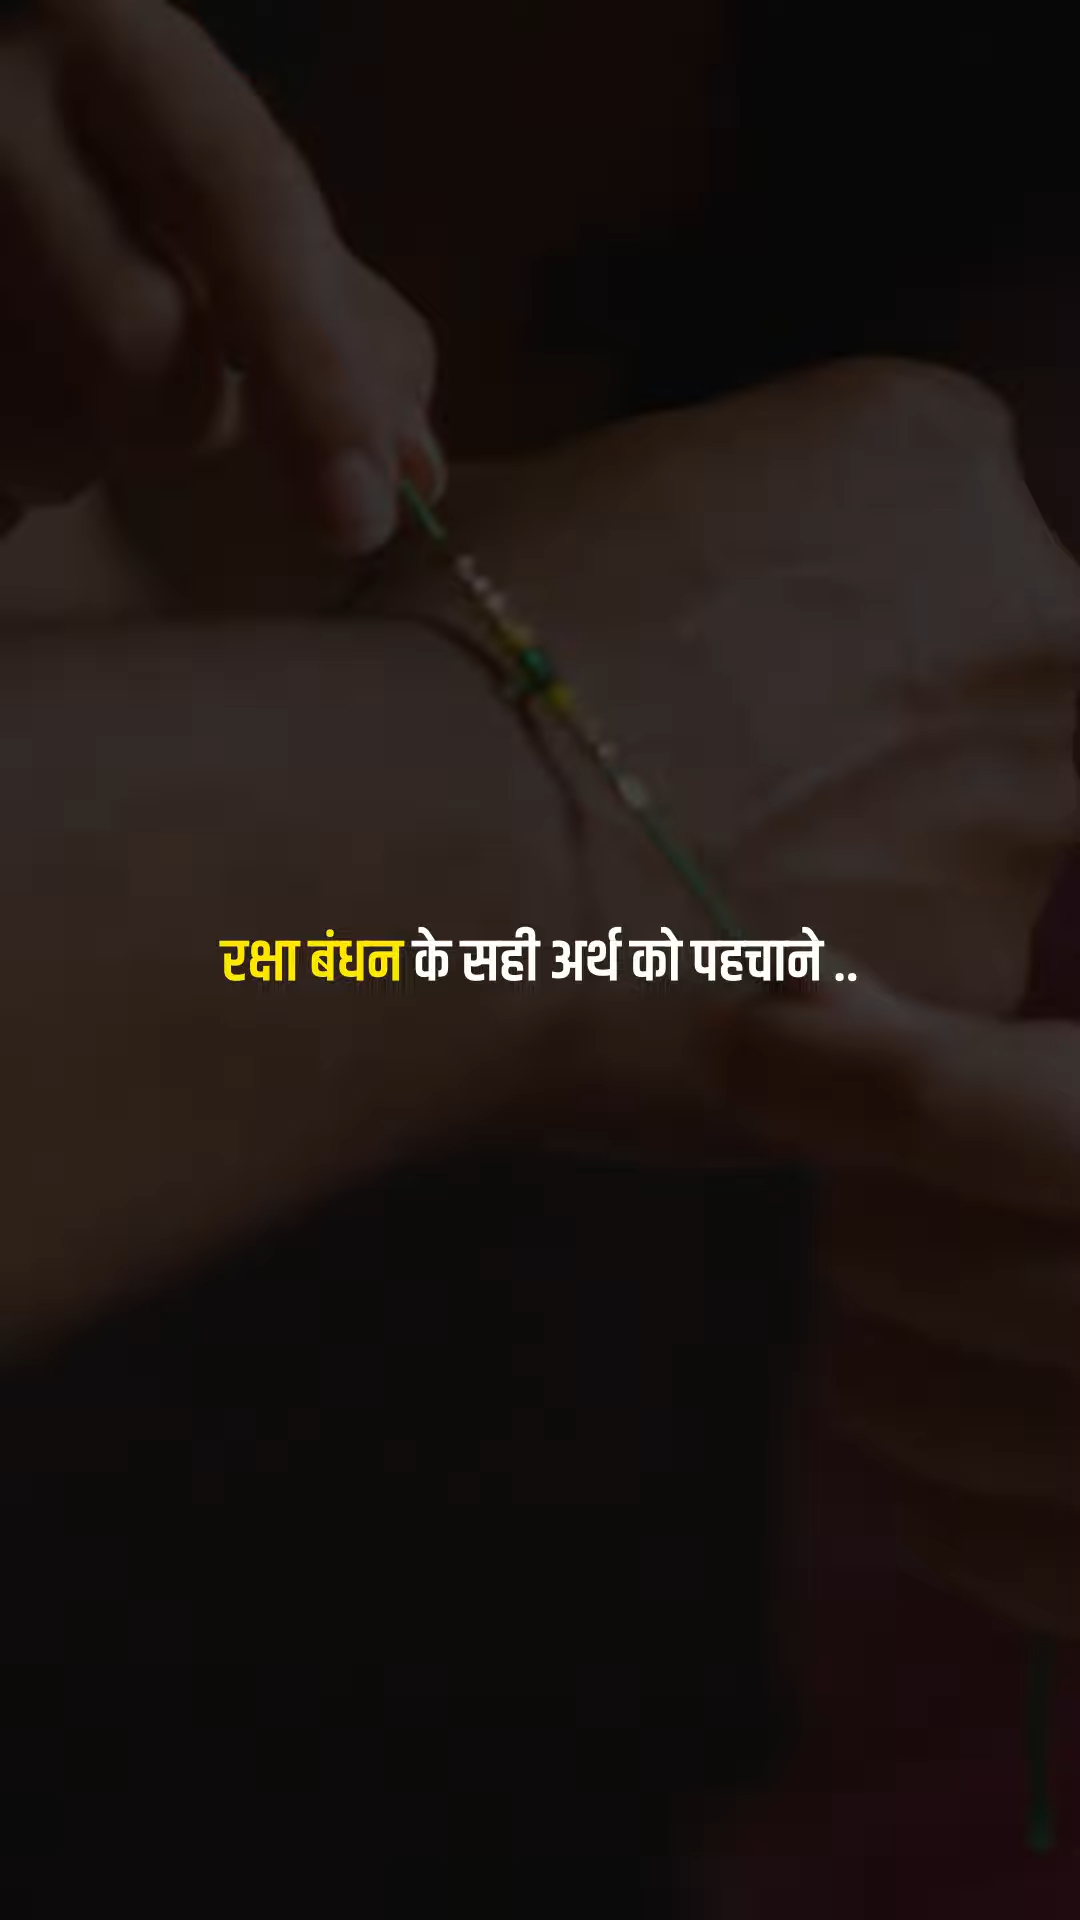 रक्षा बंधन के सही अर्थ को पहचाने ..